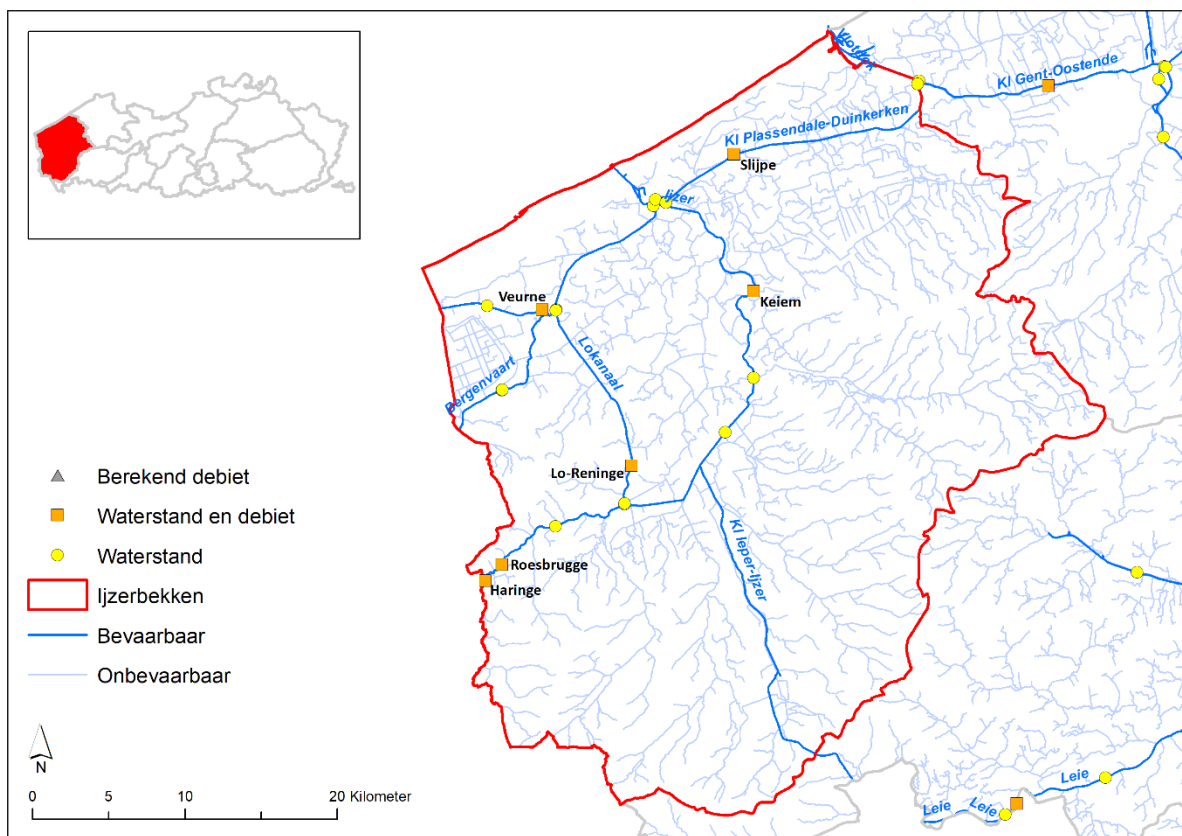 Vlotdok
Kl Gent-Oostende
Kl Plassendale-Duinkerken
Slijpe
Ijzer
Veurne
Keiem
Lokanaal
Bergenvaart
Lo-Reninge
Kl Ieper-Ijzer
Roesbrugge
Haringe
Leie
Leie
Leie
Berekend debiet
Waterstand en debiet
Waterstand
Ijzerbekken
Bevaarbaar
Onbevaarbaar
N
0 5 10 20 Kilometer